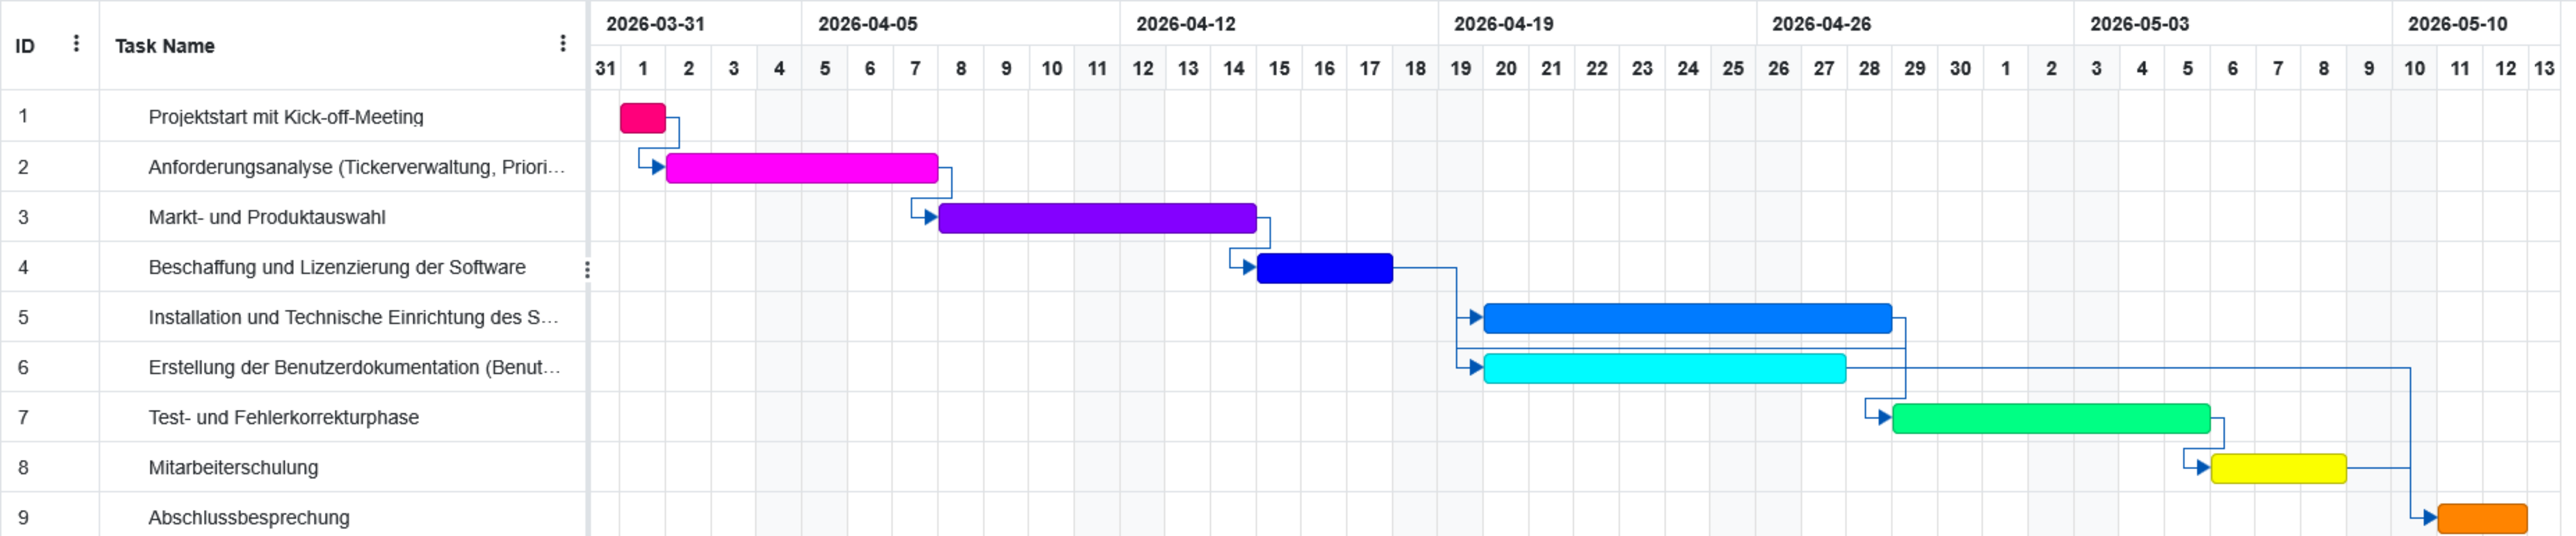 ID Task Name 2026-03-31 2026-04-05 2026-04-12 2026-04-19 2026-04-26 2026-05-03 2026-05-10
31 1 2 3 4 5 6 7 8 9 10 11 12 13 14 15 16 17 18 19 20 21 22 23 24 25 26 27 28 29 30 1 2 3 4 5 6 7 8 9 10 11 12 13
1 Projektstart mit Kick-off-Meeting
2 Anforderungsanalyse (Tickerverwaltung, Priori...
3 Markt- und Produktauswahl
4 Beschaffung und Lizenzierung der Software
5 Installation und Technische Einrichtung des S...
6 Erstellung der Benutzerdokumentation (Benut...
7 Test- und Fehlerkorrekturphase
8 Mitarbeiterschulung
9 Abschlussbesprechung